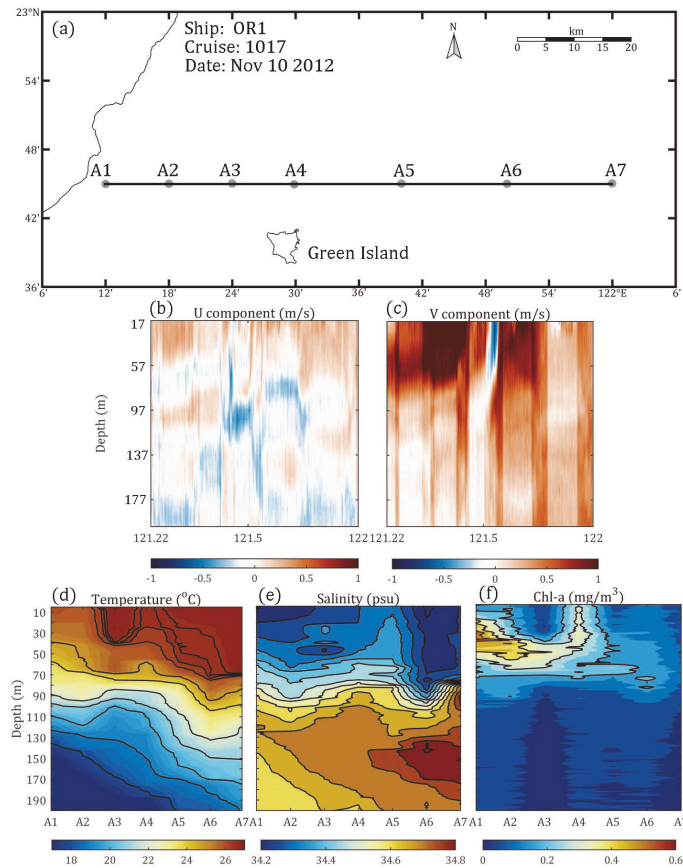 23°N
(a)
Ship: OR1
Cruise: 1017
Date: Nov 10 2012
N
km
0 5 10 15 20
54'
48'
42'
36'
A1 A2 A3 A4 A5 A6 A7
Green Island
6' 12' 18' 24' 30' 36' 42' 48' 54' 122°E 6'
(b) U component (m/s)
(c) V component (m/s)
Depth (m)
17
57
97
137
177
121.22 121.5 122
121.22 121.5 122
-1 -0.5 0 0.5 1
-1 -0.5 0 0.5 1
(d) Temperature (°C)
(e) Salinity (psu)
(f) Chl-a (mg/m³)
Depth (m)
10
30
50
70
90
110
130
150
170
190
A1 A2 A3 A4 A5 A6 A7
A1 A2 A3 A4 A5 A6 A7
A1 A2 A3 A4 A5 A6 A7
18 20 22 24 26
34.2 34.4 34.6 34.8
0 0.2 0.4 0.6